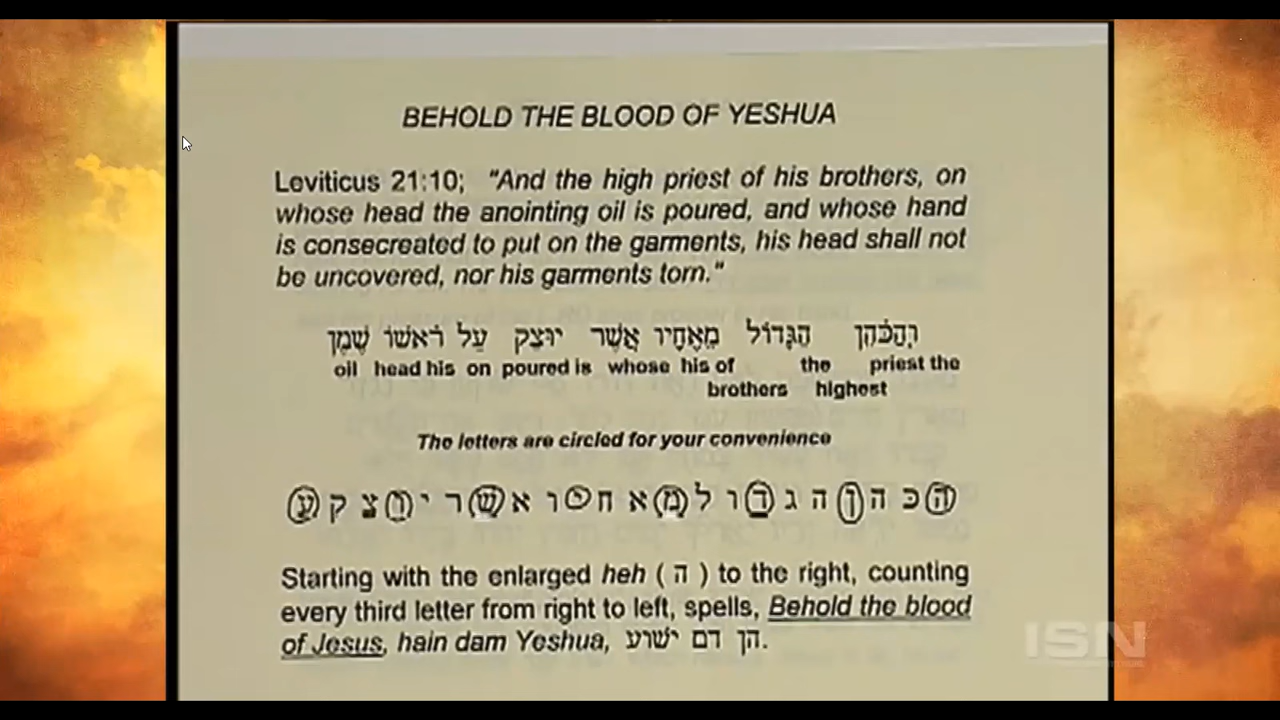 BEHOLD THE BLOOD OF YESHUA
Leviticus 21:10; "And the high priest of his brothers, on
whose head the anointing oil is poured, and whose hand
is consecreated to put on the garments, his head shall not
be uncovered, nor his garments torn."
וְהַכֹּהֵן הַגָּדוֹל מֵאֶחָיו אֲשֶׁר יוּצַק עַל רֹאשׁוֹ שֶׁמֶן
oil head his on poured is whose his of the priest the
brothers highest
The letters are circled for your convenience
ה כ ה ן ה ג ד ו ל מ א ח י ו א ש ר י ו צ ק ע
Starting with the enlarged heh ( ה ) to the right, counting
every third letter from right to left, spells, Behold the blood
of Jesus, hain dam Yeshua, הן דם ישוע.
ISN